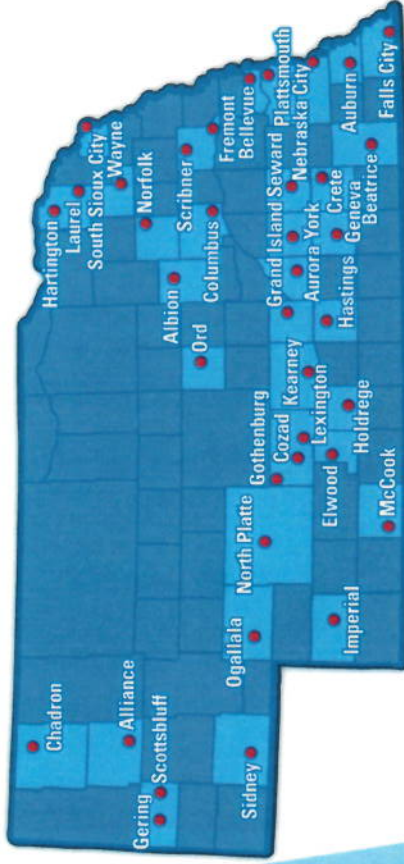 Chadron
Alliance
Gering
Scottsbluff
Sidney
Ogallala
North Platte
Imperial
McCook
Gothenburg
Cozad
Lexington
Elwood
Holdrege
Kearney
Ord
Albion
Hartington
Laurel
South Sioux City
Wayne
Norfolk
Scribner
Columbus
Fremont
Bellevue
Plattsmouth
Nebraska City
Grand Island
Seward
Aurora
York
Hastings
Crete
Geneva
Beatrice
Auburn
Falls City